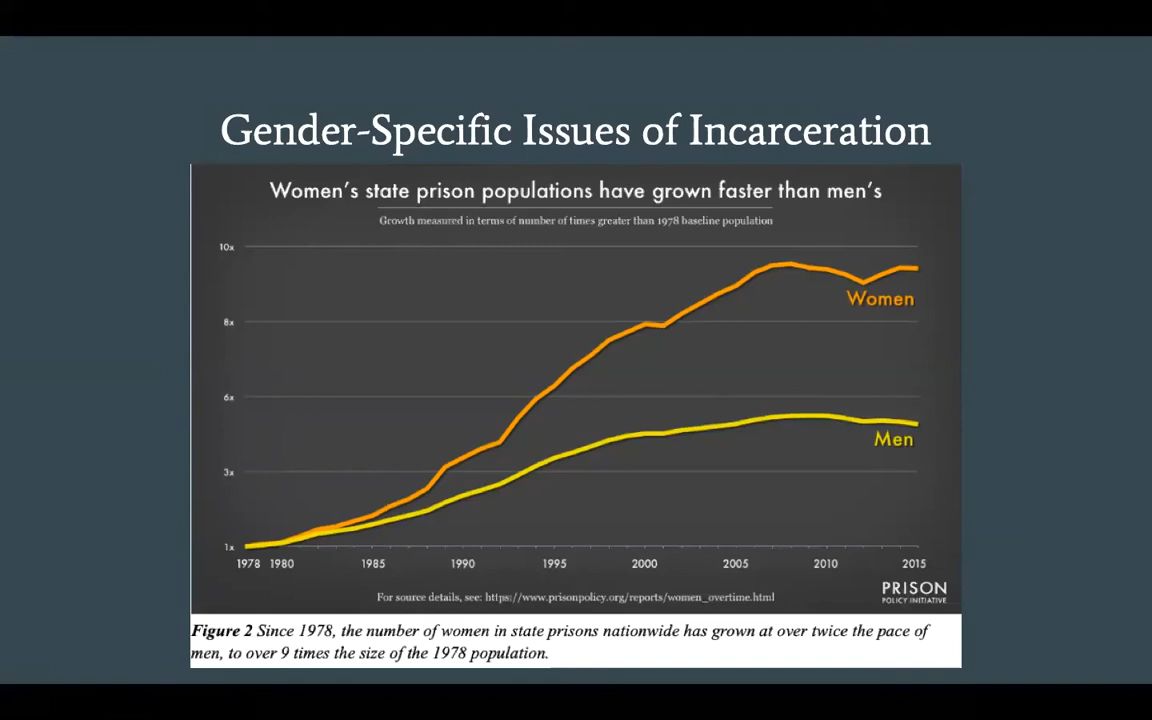 Gender-Specific Issues of Incarceration
Women's state prison populations have grown faster than men's
Growth measured in terms of number of times greater than 1978 baseline population
10x
8x
6x
3x
1x
Women
Men
1978 1980 1985 1990 1995 2000 2005 2010 2015
For source details, see: https://www.prisonpolicy.org/reports/women_overtime.html
PRISON
POLICY INITIATIVE
Figure 2 Since 1978, the number of women in state prisons nationwide has grown at over twice the pace of
men, to over 9 times the size of the 1978 population.